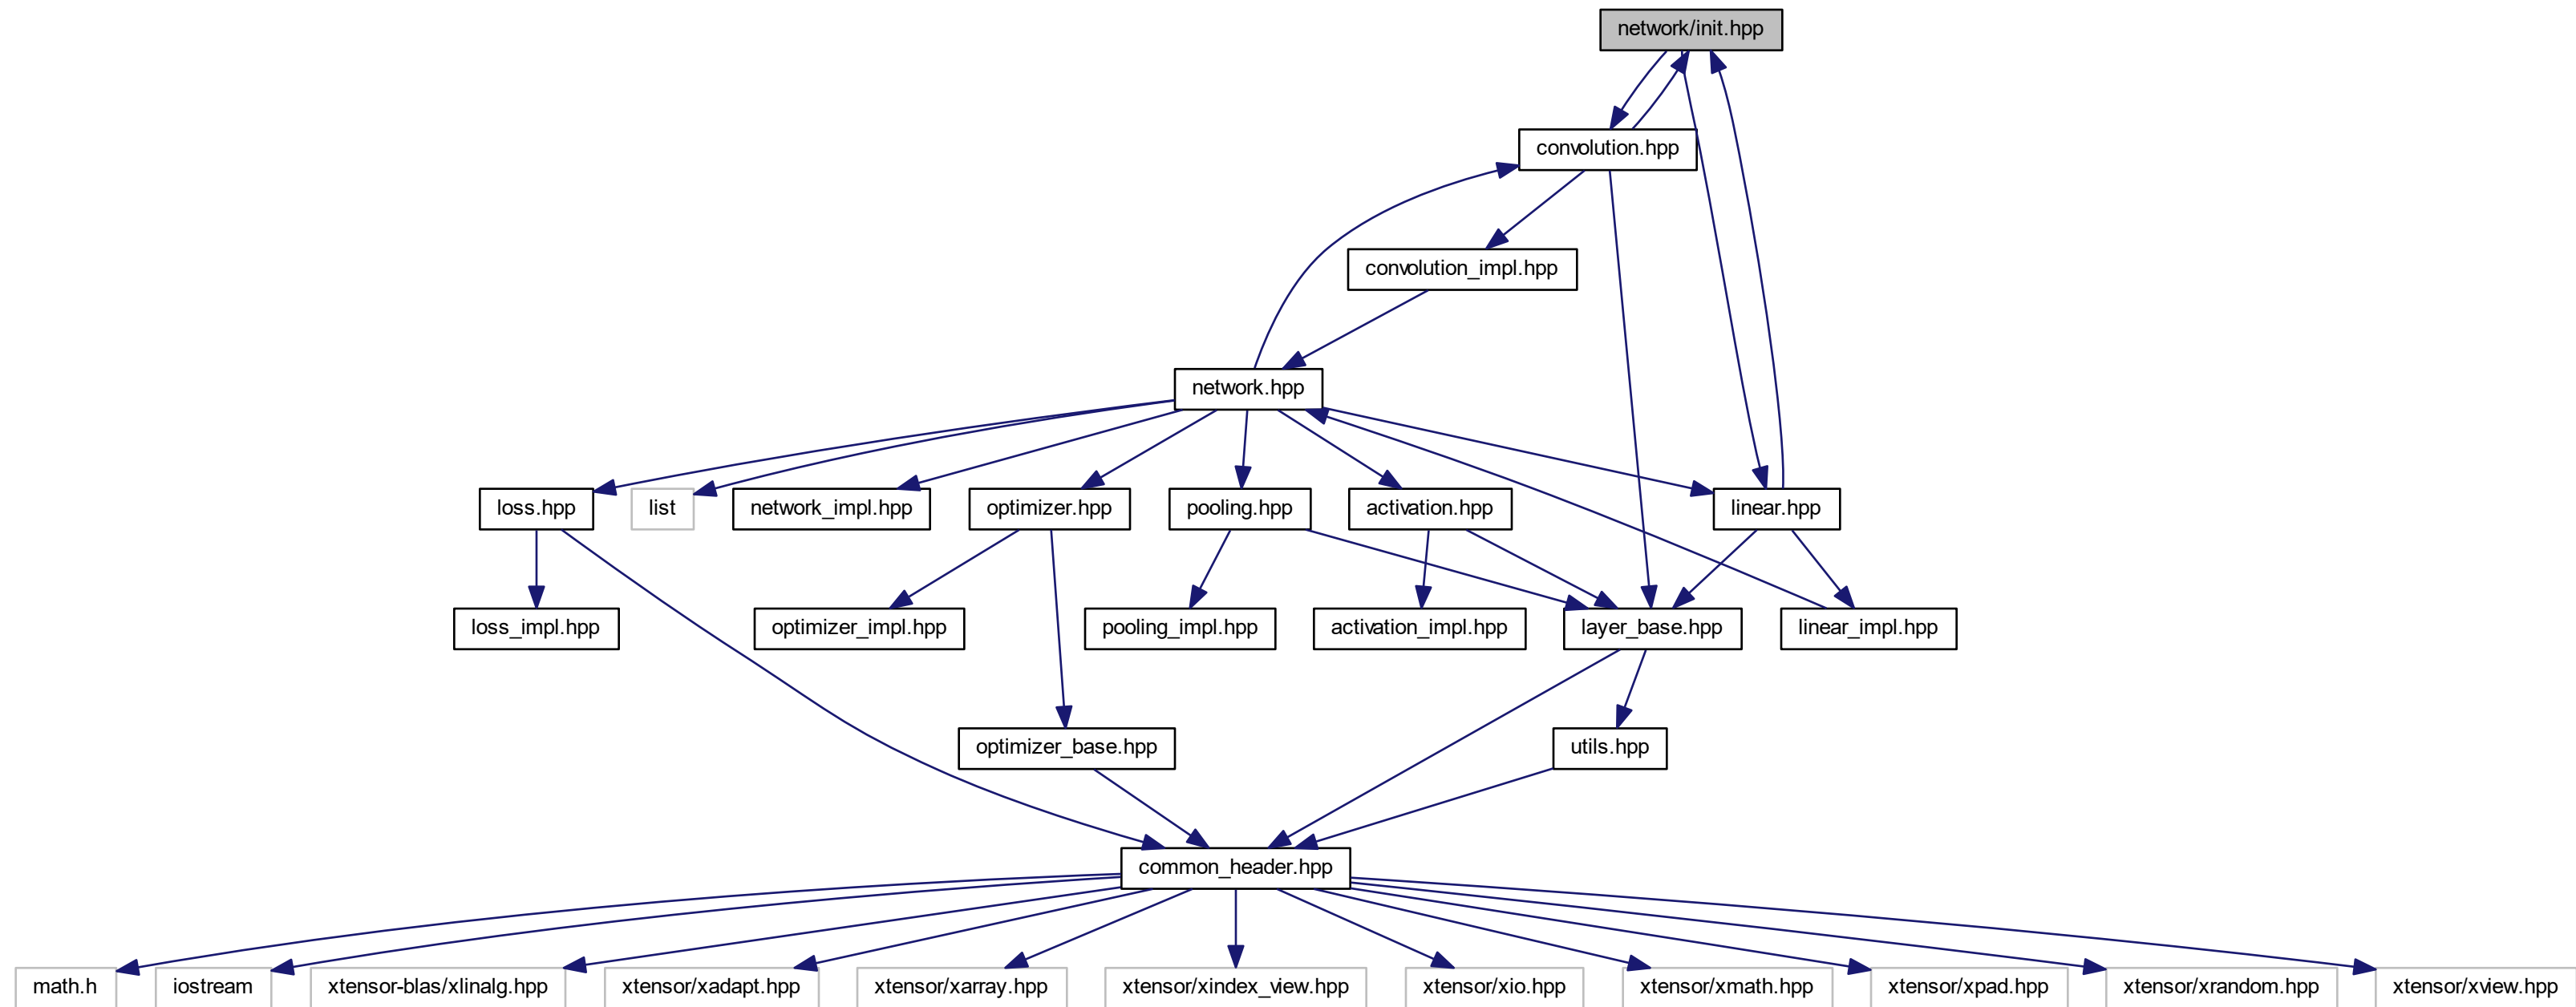 network/init.hpp
convolution.hpp
convolution_impl.hpp
network.hpp
loss.hpp
list
network_impl.hpp
optimizer.hpp
pooling.hpp
activation.hpp
linear.hpp
loss_impl.hpp
optimizer_impl.hpp
pooling_impl.hpp
activation_impl.hpp
layer_base.hpp
linear_impl.hpp
optimizer_base.hpp
utils.hpp
common_header.hpp
math.h
iostream
xtensor-blas/xlinalg.hpp
xtensor/xadapt.hpp
xtensor/xarray.hpp
xtensor/xindex_view.hpp
xtensor/xio.hpp
xtensor/xmath.hpp
xtensor/xpad.hpp
xtensor/xrandom.hpp
xtensor/xview.hpp